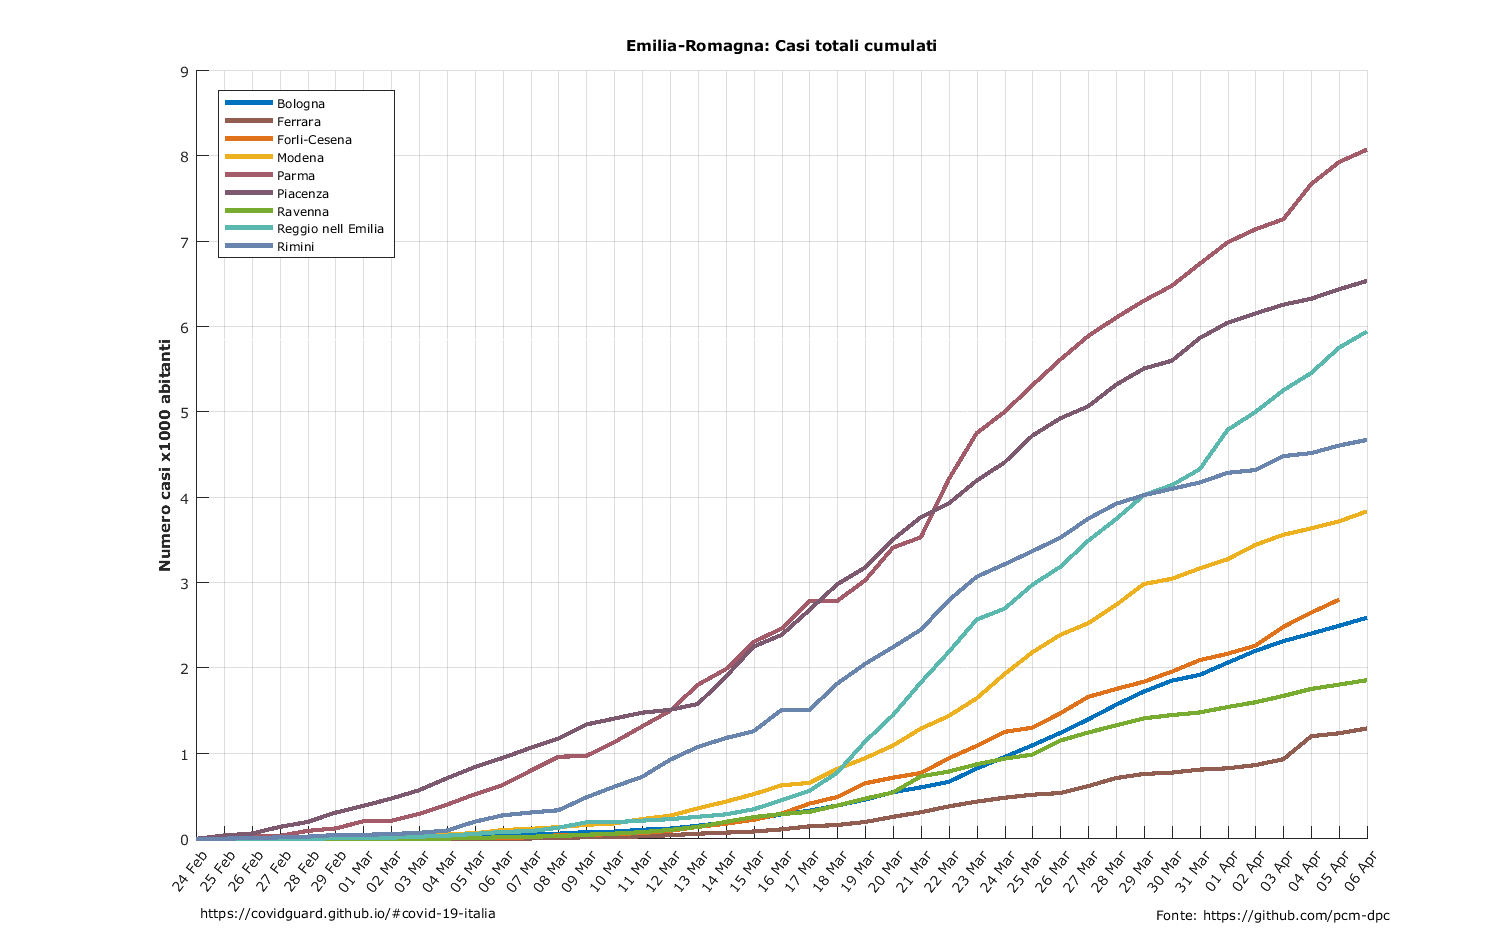 Emilia-Romagna: Casi totali cumulati
9
8
7
6
5
4
3
2
1
0
Numero casi x1000 abitanti
Bologna
Ferrara
Forli-Cesena
Modena
Parma
Piacenza
Ravenna
Reggio nell Emilia
Rimini
24 Feb
25 Feb
26 Feb
27 Feb
28 Feb
29 Feb
01 Mar
02 Mar
03 Mar
04 Mar
05 Mar
06 Mar
07 Mar
08 Mar
09 Mar
10 Mar
11 Mar
12 Mar
13 Mar
14 Mar
15 Mar
16 Mar
17 Mar
18 Mar
19 Mar
20 Mar
21 Mar
22 Mar
23 Mar
24 Mar
25 Mar
26 Mar
27 Mar
28 Mar
29 Mar
30 Mar
31 Mar
01 Apr
02 Apr
03 Apr
04 Apr
05 Apr
06 Apr
https://covidguard.github.io/#covid-19-italia
Fonte: https://github.com/pcm-dpc